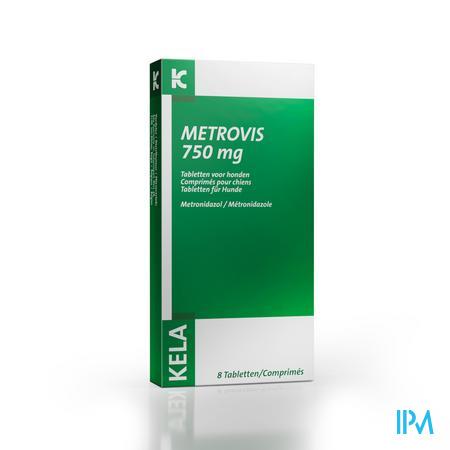 K
METROVIS
750 mg
Tabletten voor honden
Comprimés pour chiens
Tabletten für Hunde
Metronidazol / Métronidazole
KELA
8 Tabletten/Comprimés
IPM